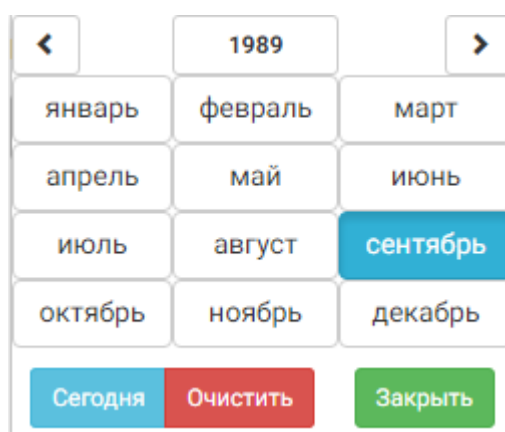 1989
январь февраль март
апрель май июнь
июль август сентябрь
октябрь ноябрь декабрь
Сегодня Очистить Закрыть